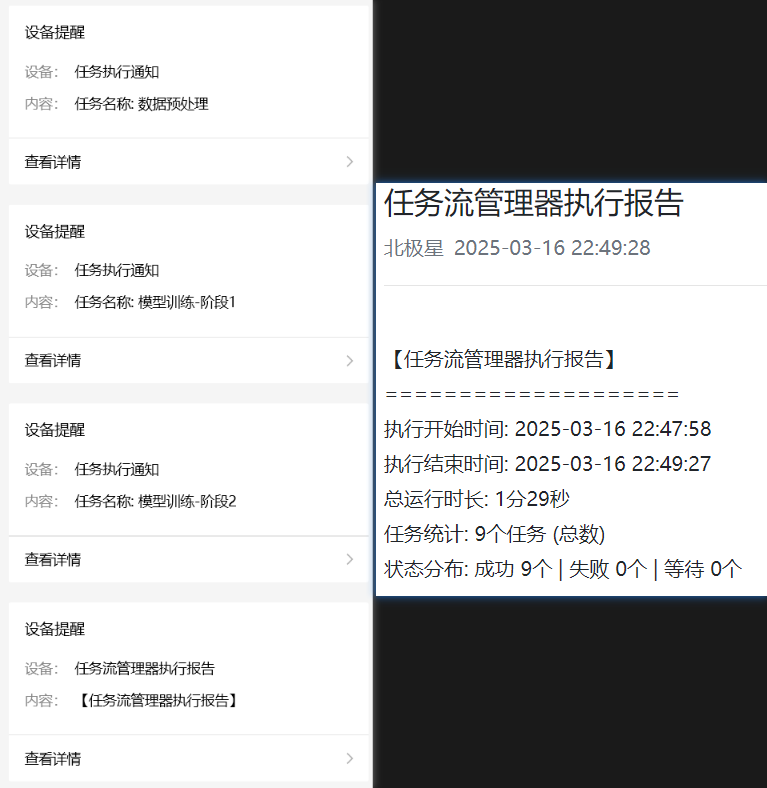 设备提醒
设备： 任务执行通知
内容： 任务名称: 数据预处理
查看详情
设备提醒
设备： 任务执行通知
内容： 任务名称: 模型训练-阶段1
查看详情
设备提醒
设备： 任务执行通知
内容： 任务名称: 模型训练-阶段2
查看详情
设备提醒
设备： 任务流管理器执行报告
内容： 【任务流管理器执行报告】
查看详情
任务流管理器执行报告
北极星 2025-03-16 22:49:28
【任务流管理器执行报告】
====================
执行开始时间: 2025-03-16 22:47:58
执行结束时间: 2025-03-16 22:49:27
总运行时长: 1分29秒
任务统计: 9个任务 (总数)
状态分布: 成功 9个 | 失败 0个 | 等待 0个